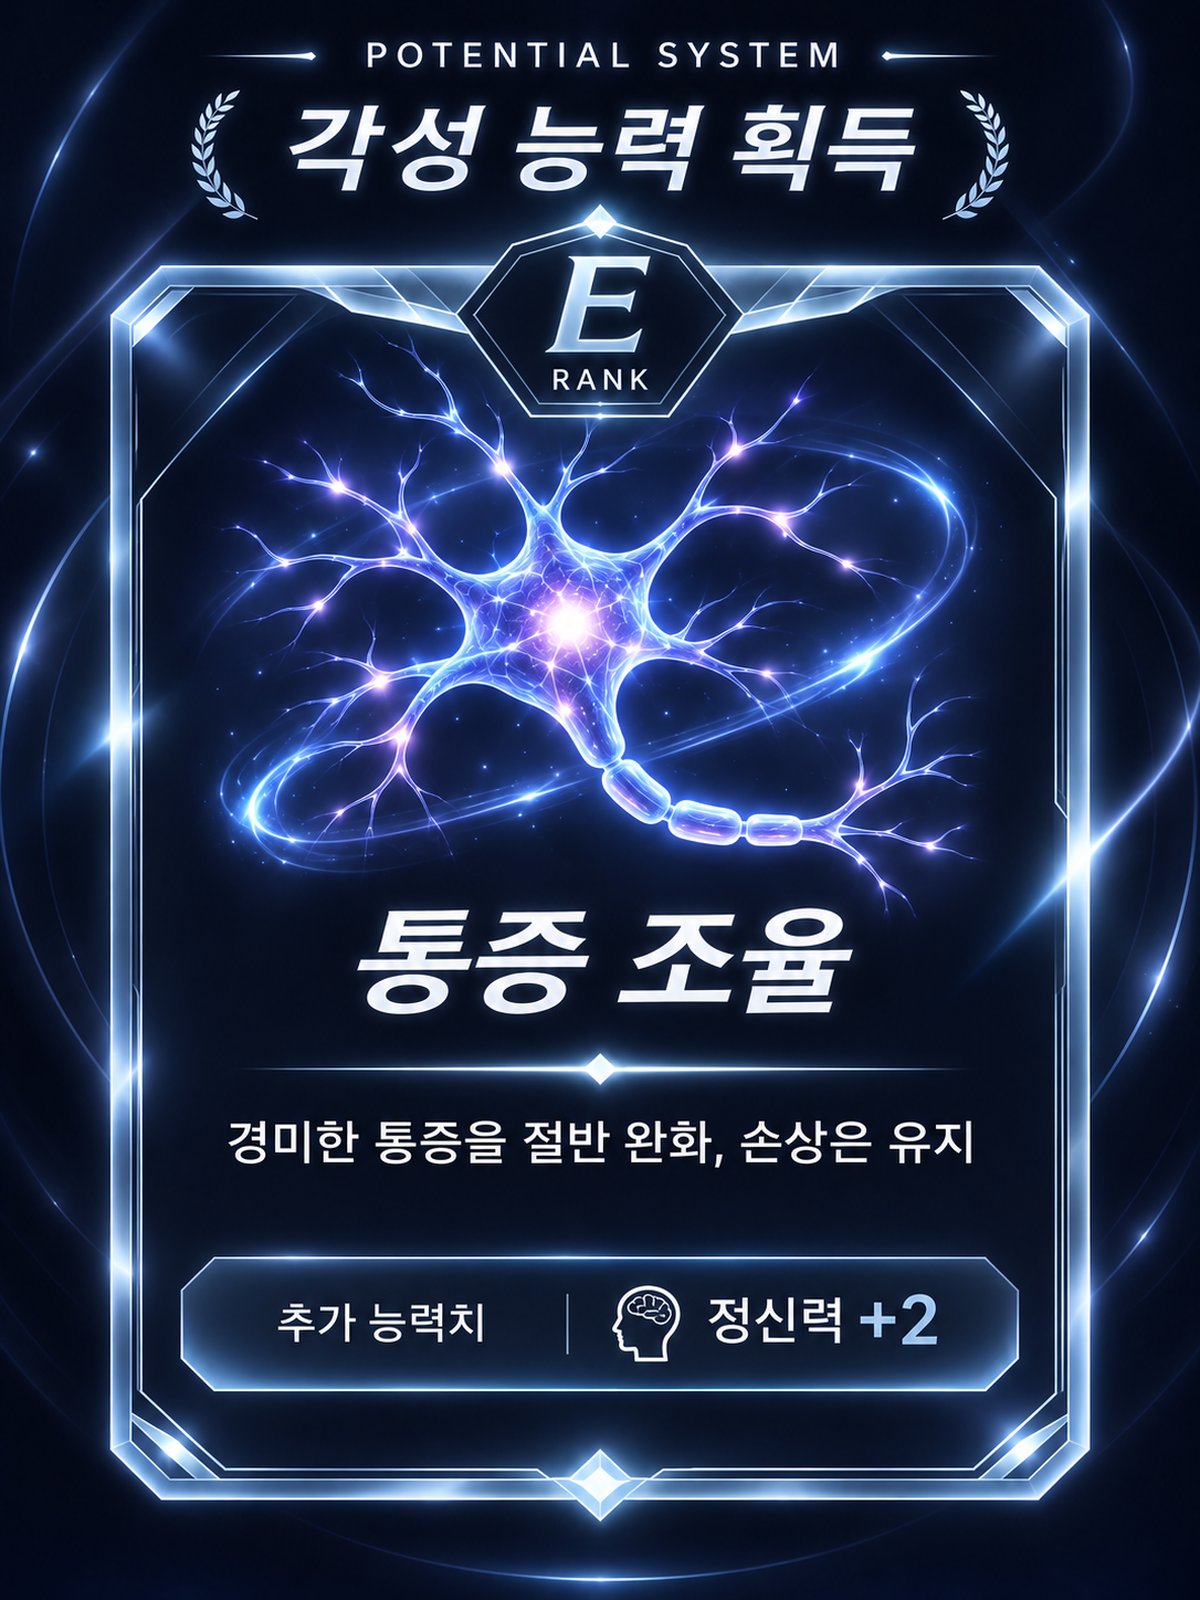 POTENTIAL SYSTEM
각성 능력 획득
E
RANK
통증 조율
경미한 통증을 절반 완화, 손상은 유지
추가 능력치
정신력 +2